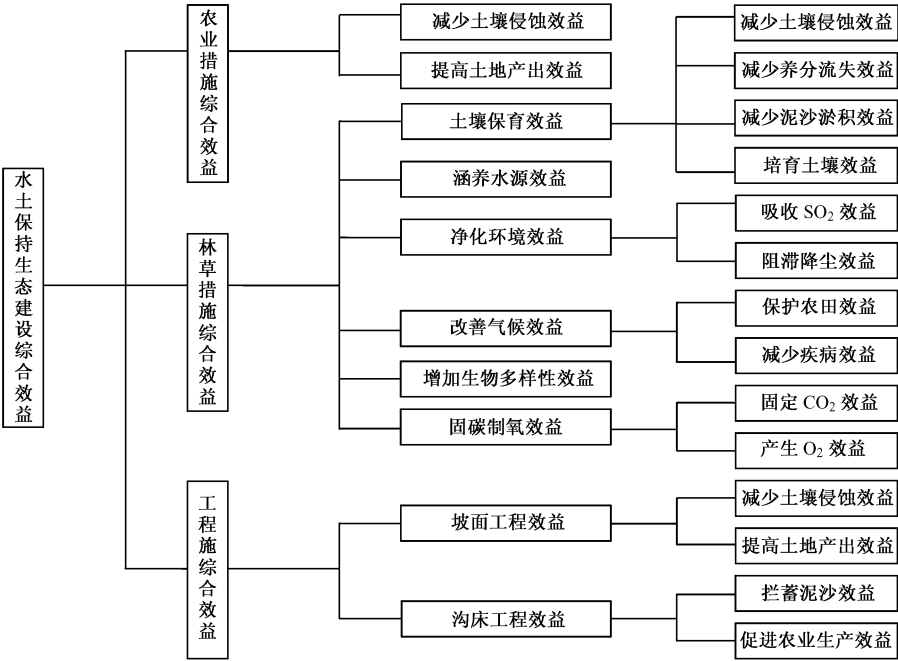 水土保持生态建设综合效益
农业措施综合效益
减少土壤侵蚀效益
提高土地产出效益
林草措施综合效益
土壤保育效益
减少土壤侵蚀效益
减少养分流失效益
减少泥沙淤积效益
培育土壤效益
涵养水源效益
净化环境效益
吸收 SO₂ 效益
阻滞降尘效益
改善气候效益
保护农田效益
减少疾病效益
增加生物多样性效益
固碳制氧效益
固定 CO₂ 效益
产生 O₂ 效益
工程施综合效益
坡面工程效益
减少土壤侵蚀效益
提高土地产出效益
沟床工程效益
拦蓄泥沙效益
促进农业生产效益